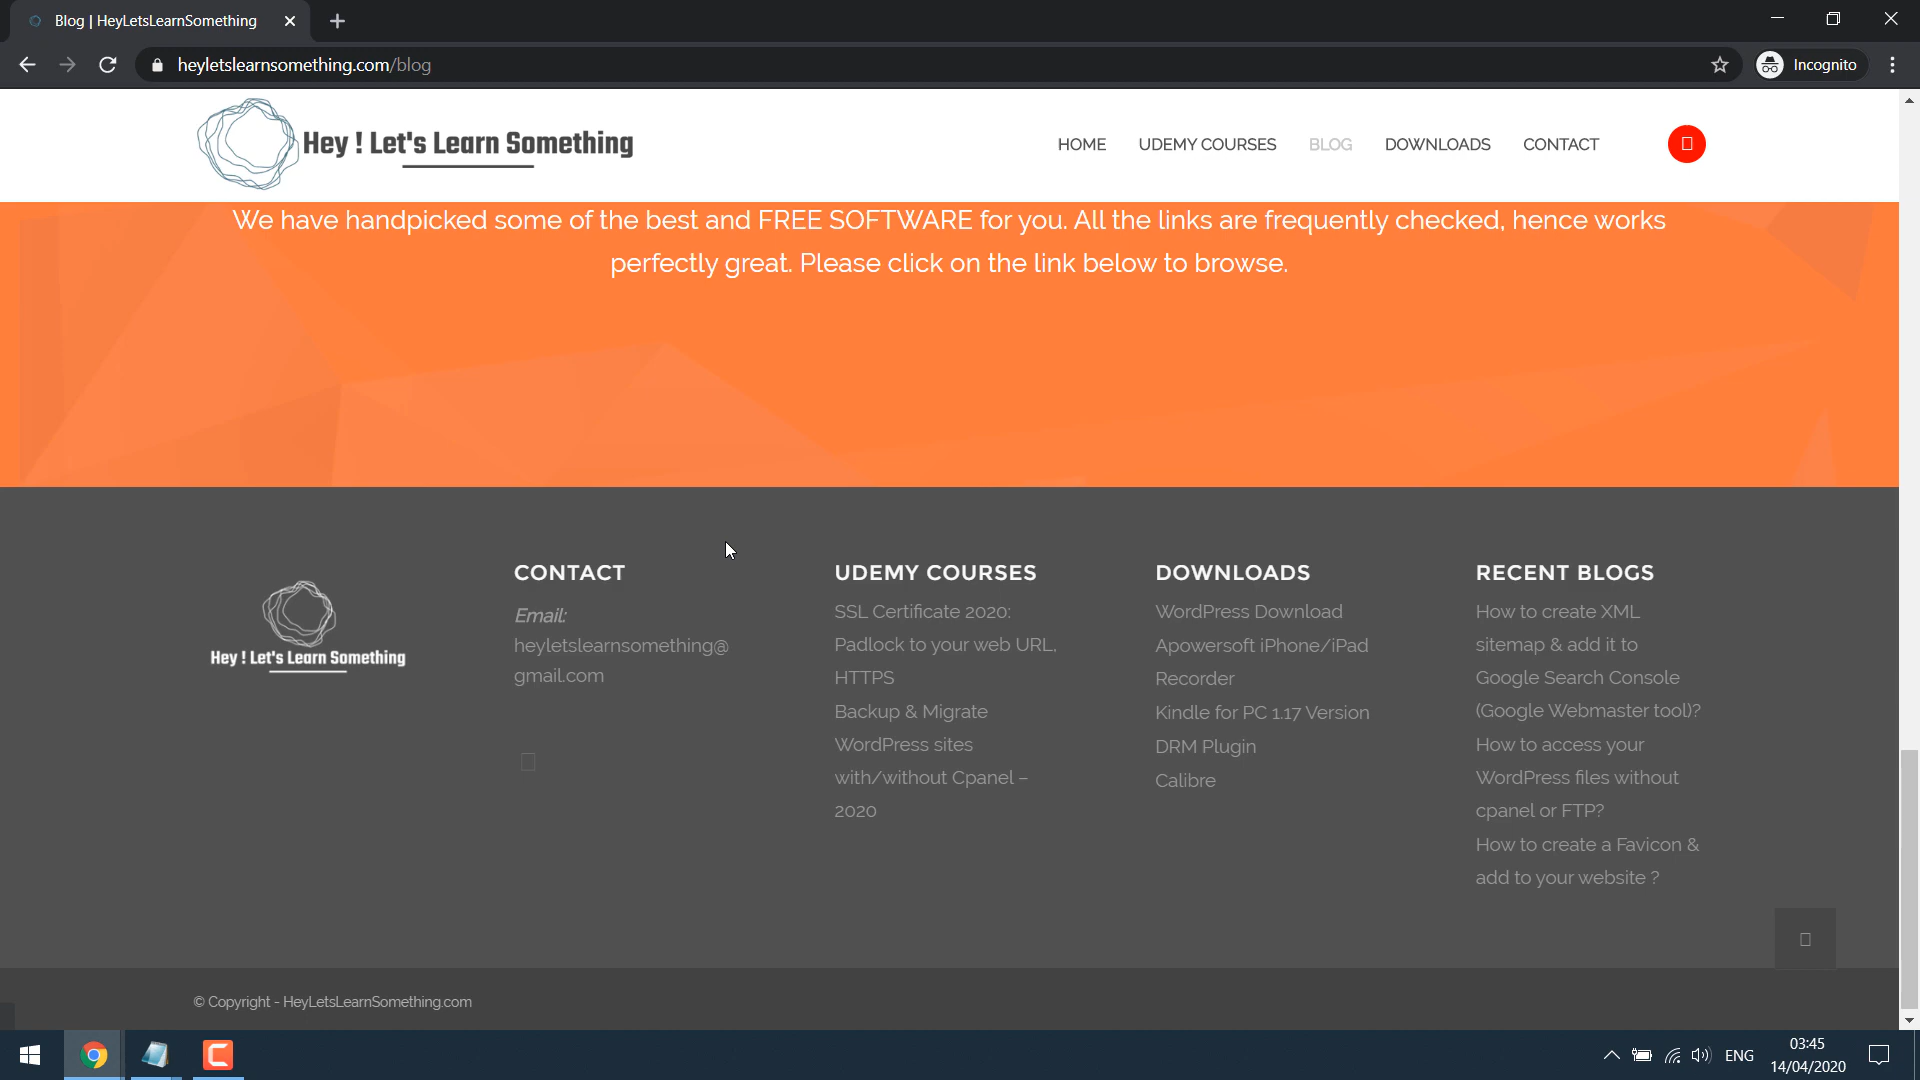 Blog | HeyLetsLearnSomething
heyletslearnsomething.com/blog
Incognito
Hey ! Let's Learn Something
HOME
UDEMY COURSES
BLOG
DOWNLOADS
CONTACT
We have handpicked some of the best and FREE SOFTWARE for you. All the links are frequently checked, hence works
perfectly great. Please click on the link below to browse.
Hey ! Let's Learn Something
CONTACT
Email:
heyletslearnsomething@
gmail.com
UDEMY COURSES
SSL Certificate 2020:
Padlock to your web URL,
HTTPS
Backup & Migrate
WordPress sites
with/without Cpanel –
2020
DOWNLOADS
WordPress Download
Apowersoft iPhone/iPad
Recorder
Kindle for PC 1.17 Version
DRM Plugin
Calibre
RECENT BLOGS
How to create XML
sitemap & add it to
Google Search Console
(Google Webmaster tool)?
How to access your
WordPress files without
cpanel or FTP?
How to create a Favicon &
add to your website ?
© Copyright - HeyLetsLearnSomething.com
ENG
03:45
14/04/2020